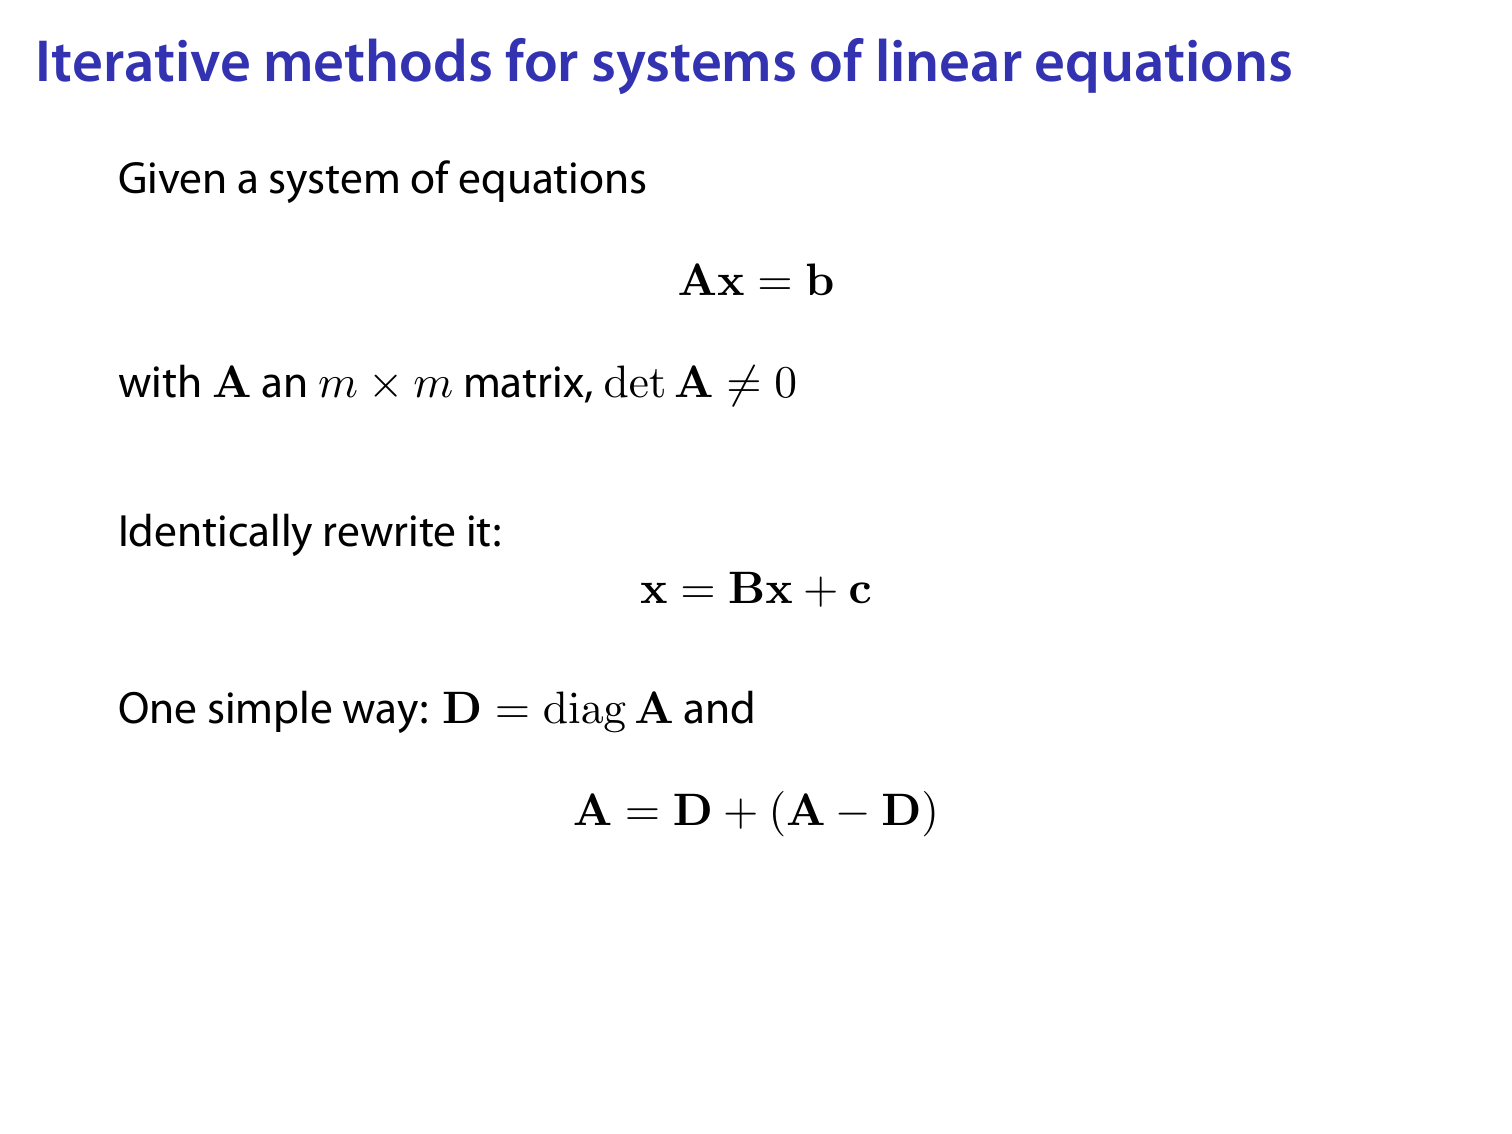 Iterative methods for systems of linear equations
Given a system of equations
Ax = b
with A an m × m matrix, det A ≠ 0
Identically rewrite it:
x = Bx + c
One simple way: D = diag A and
A = D + (A − D)